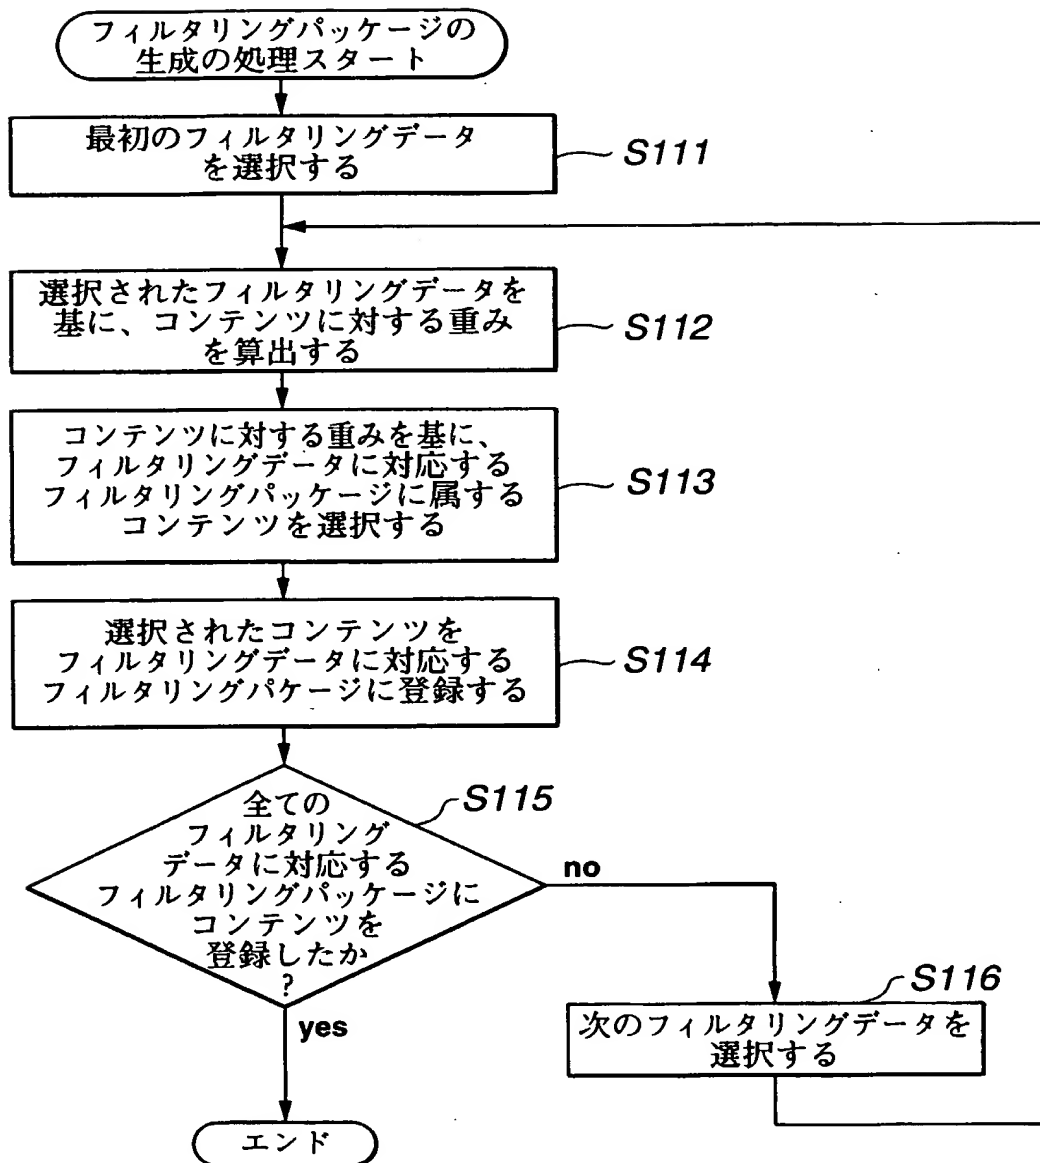 フィルタリングパッケージの
生成の処理スタート
最初のフィルタリングデータ
を選択する
S111
選択されたフィルタリングデータを
基に、コンテンツに対する重み
を算出する
S112
コンテンツに対する重みを基に、
フィルタリングデータに対応する
フィルタリングパッケージに属する
コンテンツを選択する
S113
選択されたコンテンツを
フィルタリングデータに対応する
フィルタリングパケージに登録する
S114
全ての
フィルタリング
データに対応する
フィルタリングパッケージに
コンテンツを
登録したか
?
S115
no
yes
S116
次のフィルタリングデータを
選択する
エンド